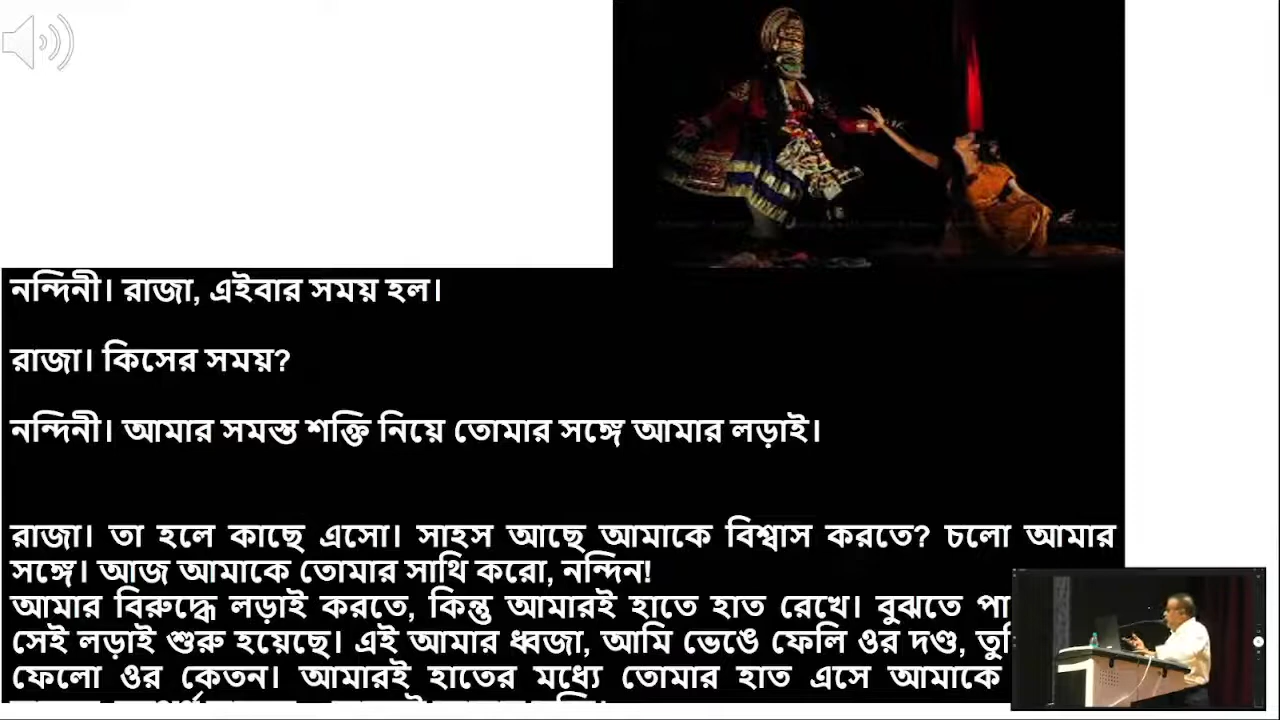 নন্দিনী। রাজা, এইবার সময় হল।
রাজা। কিসের সময়?
নন্দিনী। আমার সমস্ত শক্তি নিয়ে তোমার সঙ্গে আমার লড়াই।
রাজা। তা হলে কাছে এসো। সাহস আছে আমাকে বিশ্বাস করতে? চলো আমার
সঙ্গে। আজ আমাকে তোমার সাথি করো, নন্দিন!
আমার বিরুদ্ধে লড়াই করতে, কিন্তু আমারই হাতে হাত রেখে। বুঝতে
সেই লড়াই শুরু হয়েছে। এই আমার ধ্বজা, আমি ভেঙে ফেলি ওর দণ্ড,
ফেলো ওর কেতন। আমারই হাতের মধ্যে তোমার হাত এসে আমাকে